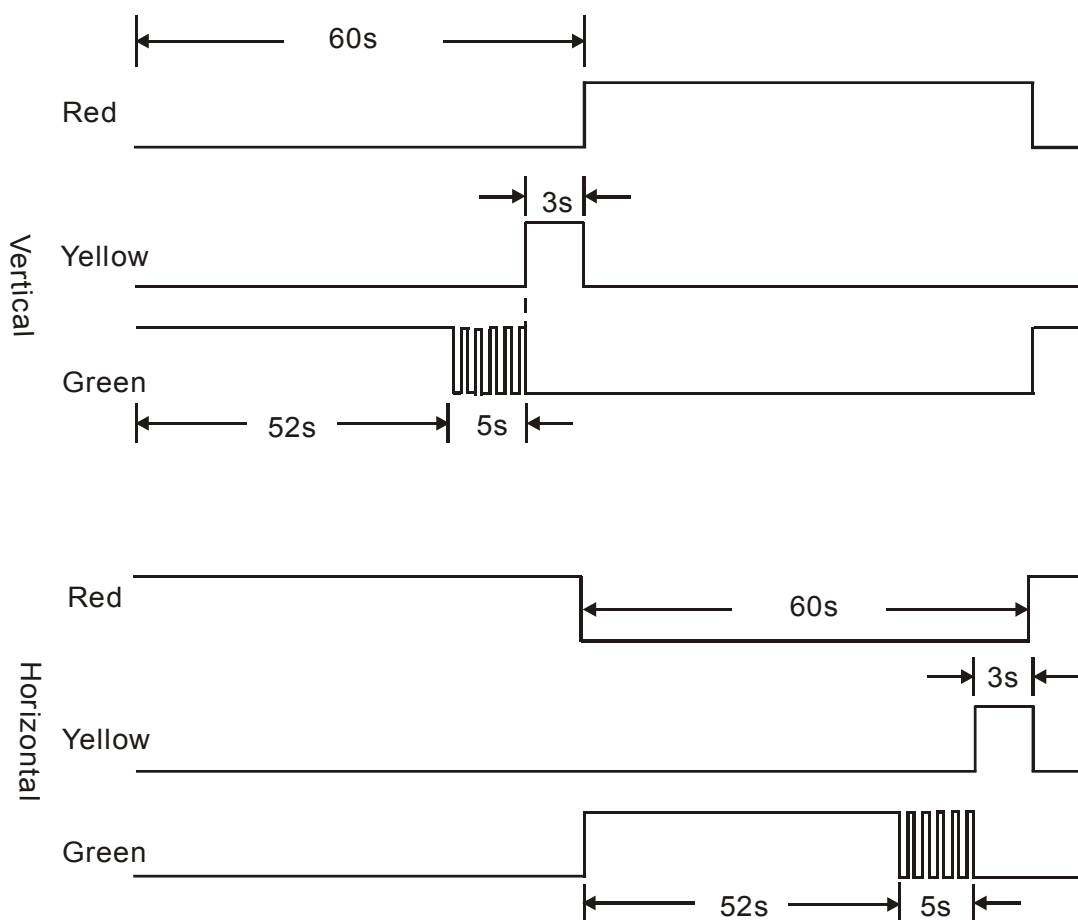 60s
Red
3s
Yellow
Vertical
Green
52s
5s
Red
60s
Horizontal
3s
Yellow
Green
52s
5s